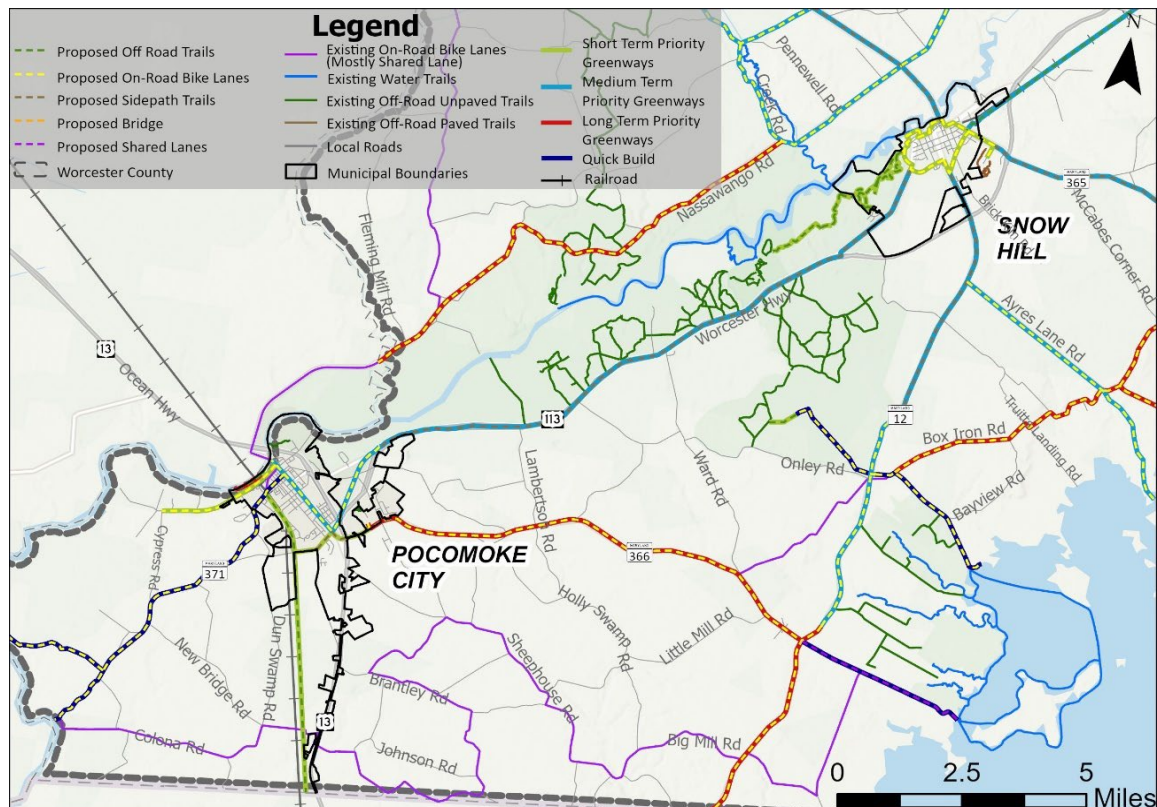 Legend
Proposed Off Road Trails
Proposed On-Road Bike Lanes
Proposed Sidepath Trails
Proposed Bridge
Proposed Shared Lanes
Worcester County
Existing On-Road Bike Lanes
(Mostly Shared Lane)
Existing Water Trails
Existing Off-Road Unpaved Trails
Existing Off-Road Paved Trails
Local Roads
Municipal Boundaries
Short Term Priority
Greenways
Medium Term
Priority Greenways
Long Term Priority
Greenways
Quick Build
Railroad
N
Pennewell Rd
Creek Rd
Nassawango Rd
MARYLAND
365
McCabes Corner Rd
SNOW
HILL
Fleming Mill Rd
Worcester Hwy
Ayres Lane Rd
13
Ocean Hwy
113
MARYLAND
12
Truitts Landing Rd
Box Iron Rd
Onley Rd
Bayview Rd
Lambertson Rd
Ward Rd
Cypress Rd
POCOMOKE
CITY
MARYLAND
366
MARYLAND
371
Holly Swamp Rd
Little Mill Rd
Dun Swamp Rd
New Bridge Rd
Sheephouse Rd
Brantley Rd
13
Colona Rd
Johnson Rd
Big Mill Rd
0 2.5 5
Miles